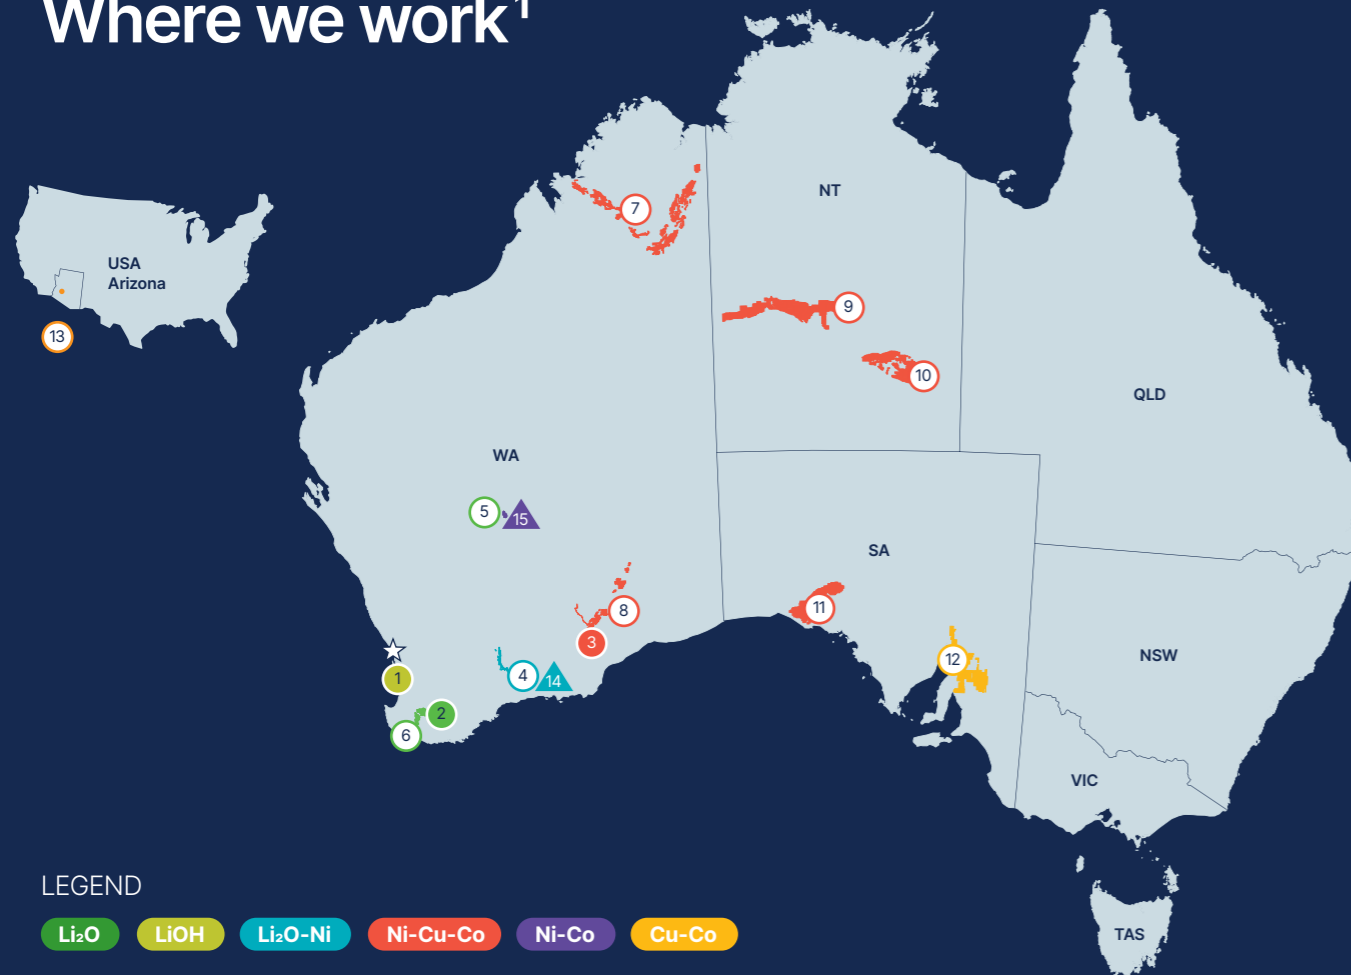 Where we work¹
NT
7
USA
Arizona
9
13
10
QLD
WA
5
15
SA
8
11
3
12
NSW
4
14
1
2
6
VIC
LEGEND
Li₂O
LiOH
Li₂O-Ni
Ni-Cu-Co
Ni-Co
Cu-Co
TAS